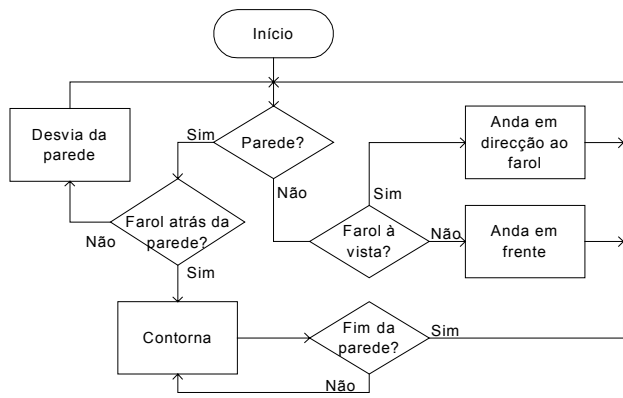 Início
Desvia da
parede
Sim
Parede?
Anda em
direcção ao
farol
Não
Sim
Farol atrás da
parede?
Não
Farol à
vista?
Não
Anda em
frente
Sim
Contorna
Fim da
parede?
Sim
Não